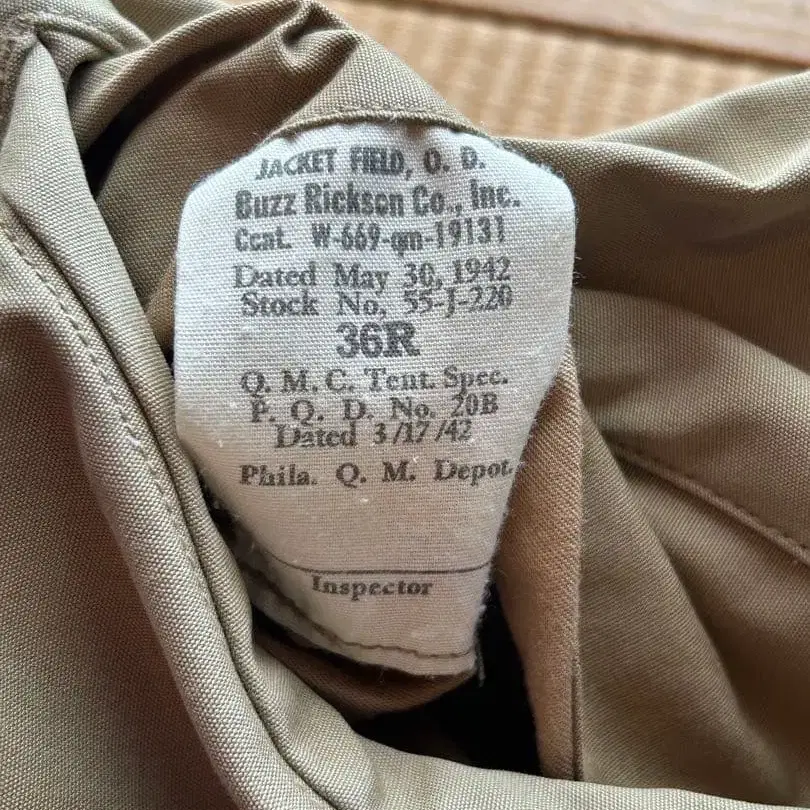 JACKET FIELD, O. D.
Buzz Rickson Co., Inc.
Cont. W-669-qm-19131
Dated May 30, 1942
Stock No. 55-J-220
36R
Q. M. C. Tent. Spec.
P. Q. D. No. 20B
Dated 3/17/42
Phila. Q. M. Depot.
Inspector